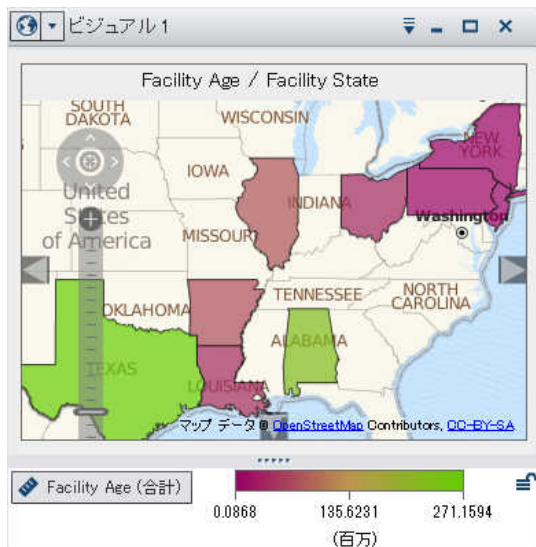 ビジュアル 1
Facility Age / Facility State
SOUTH DAKOTA
WISCONSIN
NEW YORK
IOWA
United States of America
INDIANA
Washington
MISSOURI
OKLAHOMA
TENNESSEE
NORTH CAROLINA
ALABAMA
TEXAS
LOUISIANA
マップ データ © OpenStreetMap Contributors, CC-BY-SA
Facility Age (合計)
0.0868 135.6231 271.1594
(百万)